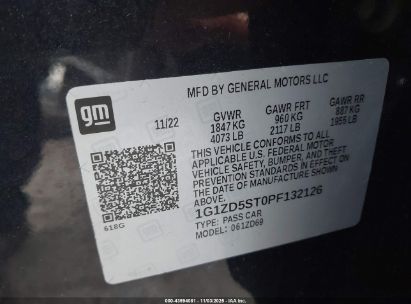 MFD BY GENERAL MOTORS LLC
gm
11/22
GVWR GAWR FRT GAWR RR
1847 KG 960 KG 887 KG
4073 LB 2117 LB 1955 LB
THIS VEHICLE CONFORMS TO ALL
APPLICABLE U.S. FEDERAL MOTOR
VEHICLE SAFETY, BUMPER, AND THEFT
PREVENTION STANDARDS IN EFFECT ON
THE DATE OF MANUFACTURE SHOWN
ABOVE.
1G1ZD5ST0PF132126
TYPE: PASS CAR
MODEL: 061ZD69
618G